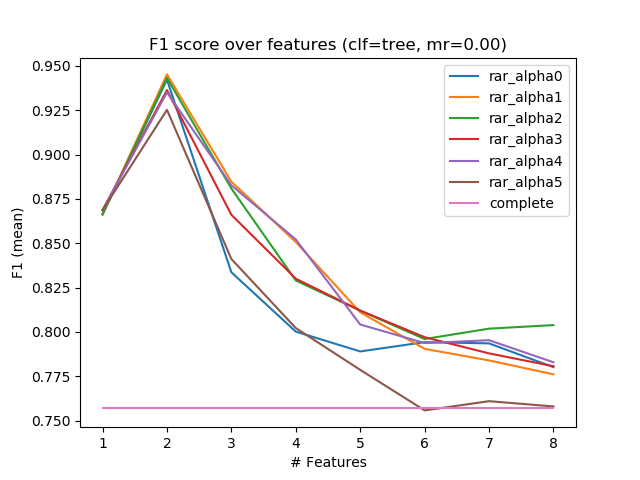 F1 score over features (clf=tree, mr=0.00)
F1 (mean)
0.950
0.925
0.900
0.875
0.850
0.825
0.800
0.775
0.750
rar_alpha0
rar_alpha1
rar_alpha2
rar_alpha3
rar_alpha4
rar_alpha5
complete
1 2 3 4 5 6 7 8
# Features